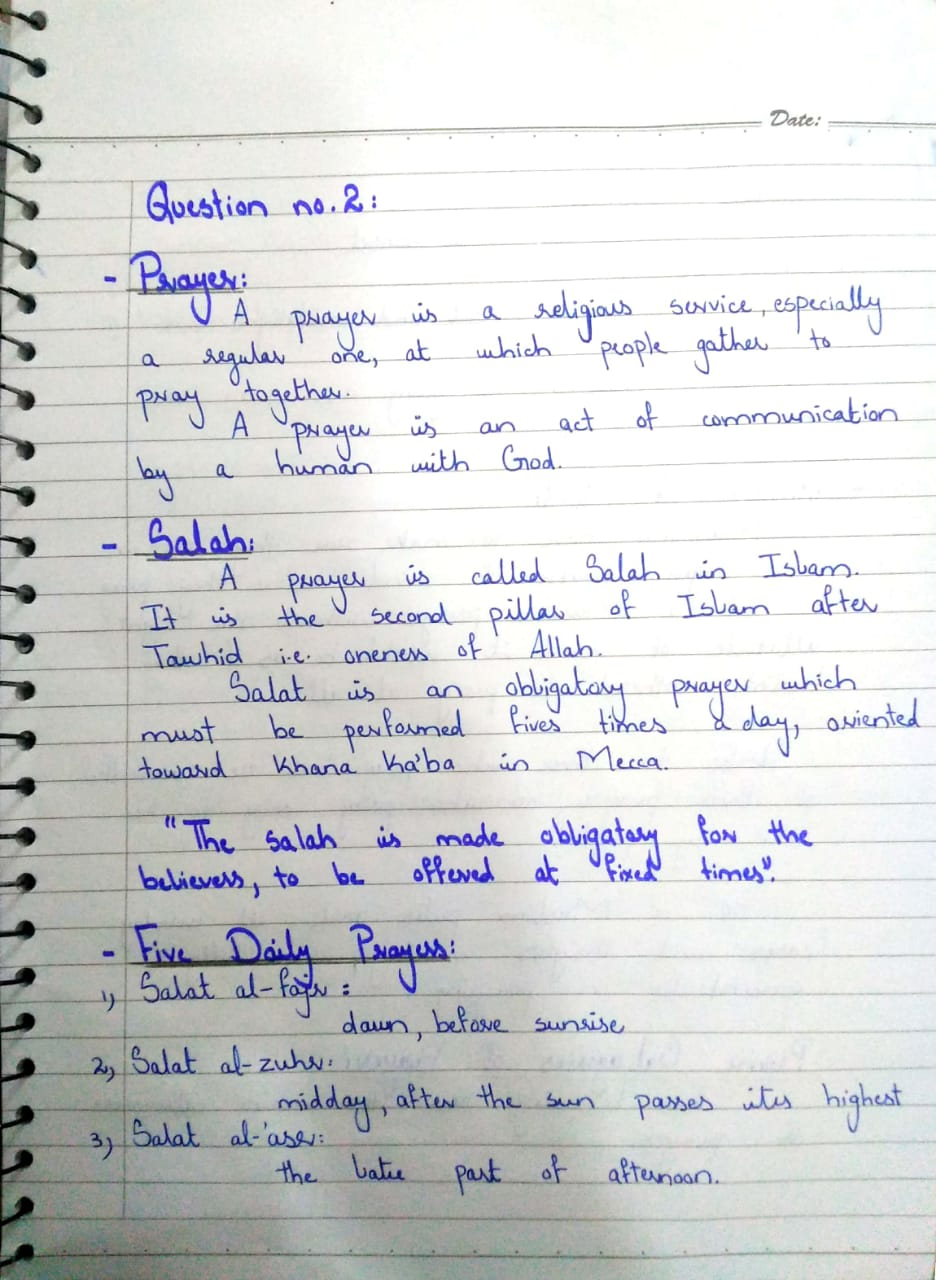 Date:
Question no. 2:
- Prayer:
A prayer is a religious service, especially
a regular one, at which people gather to
pray together.
A prayer is an act of communication
by a human with God.
- Salah:
A prayer is called Salah in Islam.
It is the second pillar of Islam after
Tawhid i.e. oneness of Allah.
Salat is an obligatory prayer which
must be performed fives times a day, oriented
toward Khana Ka'ba in Mecca.
"The salah is made obligatory for the
believers, to be offered at fixed times".
- Five Daily Prayers:
1) Salat al-fajr:
dawn, before sunrise
2) Salat al-zuhr:
midday, after the sun passes its highest
3) Salat al-'asr:
the late part of afternoon.